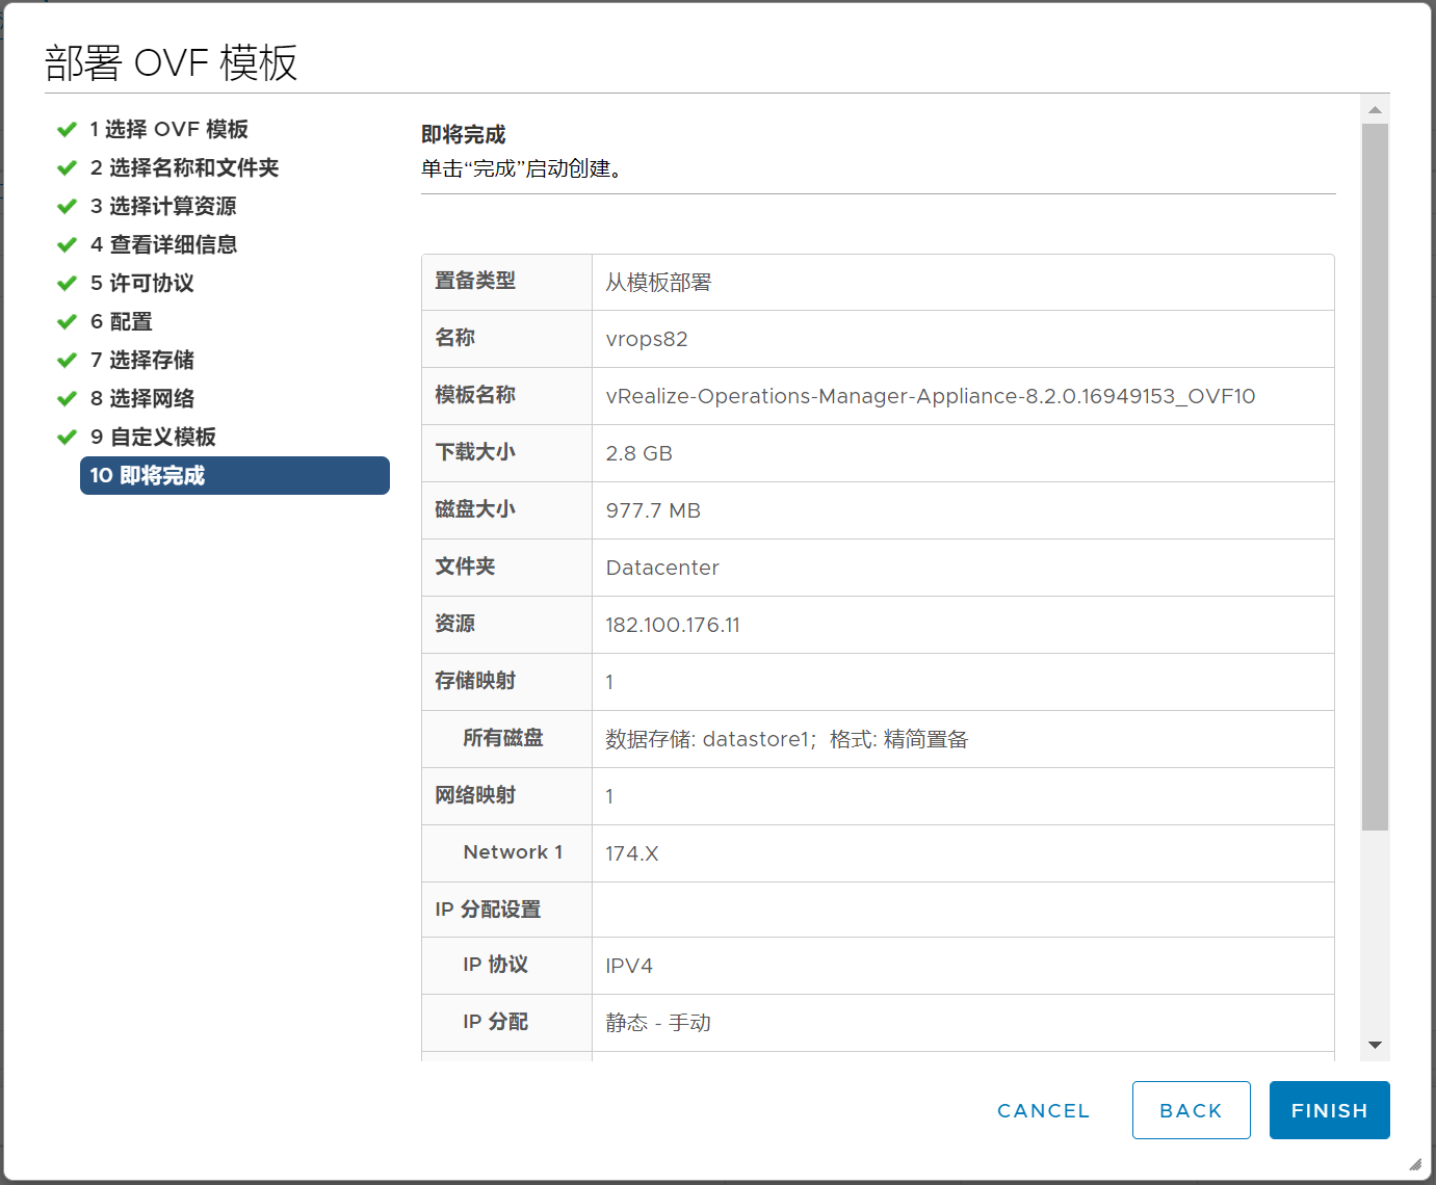 部署 OVF 模板
1 选择 OVF 模板
2 选择名称和文件夹
3 选择计算资源
4 查看详细信息
5 许可协议
6 配置
7 选择存储
8 选择网络
9 自定义模板
10 即将完成
即将完成
单击“完成”启动创建。
置备类型 从模板部署
名称 vrops82
模板名称 vRealize-Operations-Manager-Appliance-8.2.0.16949153_OVF10
下载大小 2.8 GB
磁盘大小 977.7 MB
文件夹 Datacenter
资源 182.100.176.11
存储映射 1
所有磁盘 数据存储: datastore1；格式: 精简置备
网络映射 1
Network 1 174.X
IP 分配设置
IP 协议 IPV4
IP 分配 静态 - 手动
CANCEL BACK FINISH